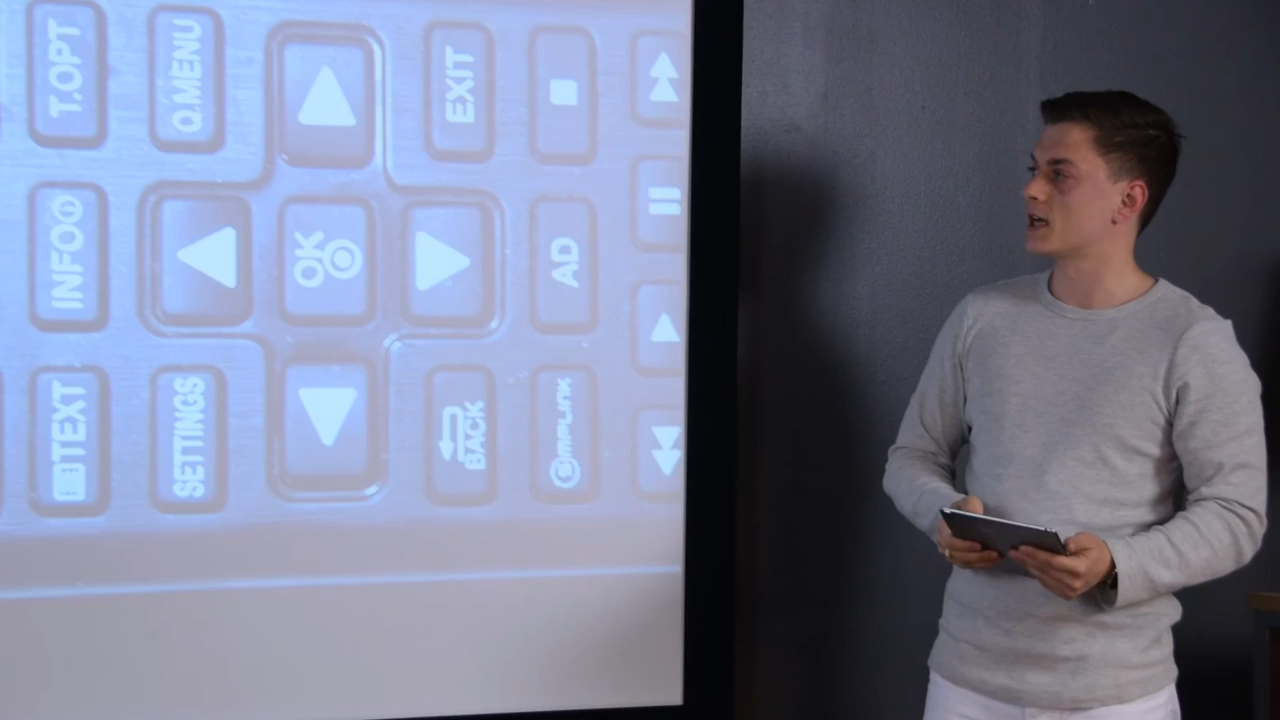 T.OPT
Q.MENU
EXIT
INFO i
OK
AD
TEXT
SETTINGS
BACK
SIMPLINK